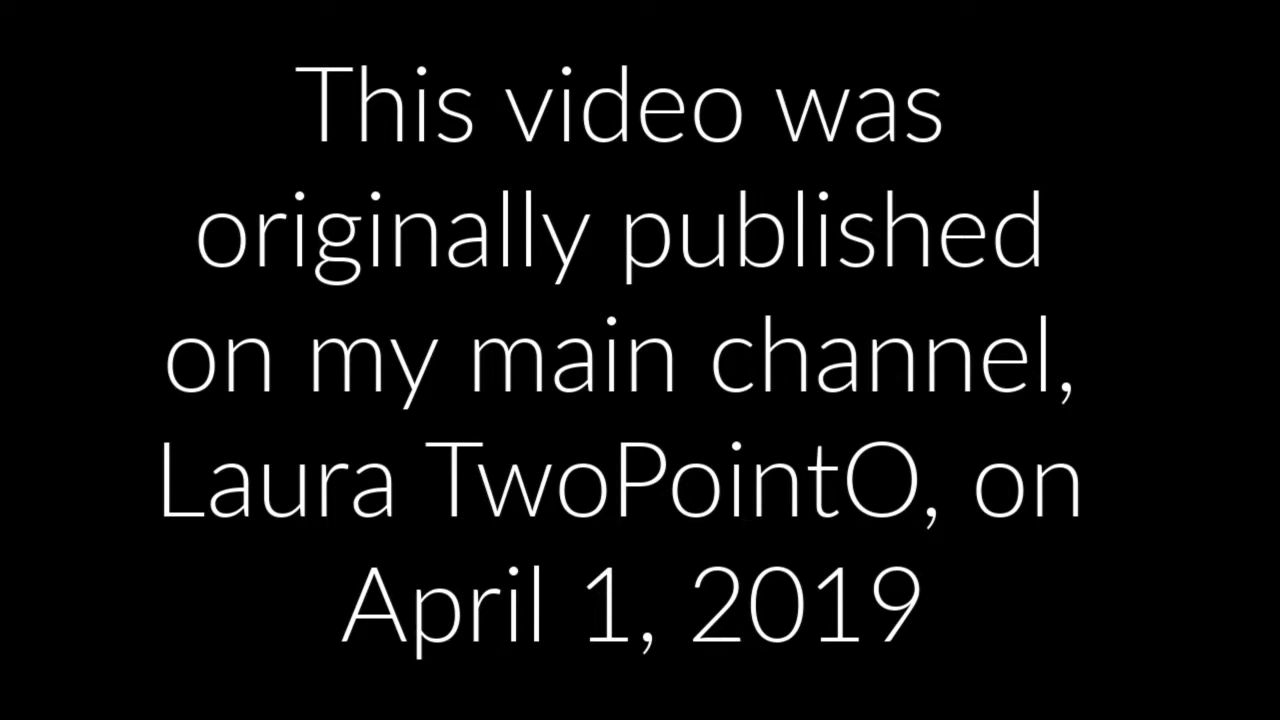 This video was
originally published
on my main channel,
Laura TwoPointO, on
April 1, 2019